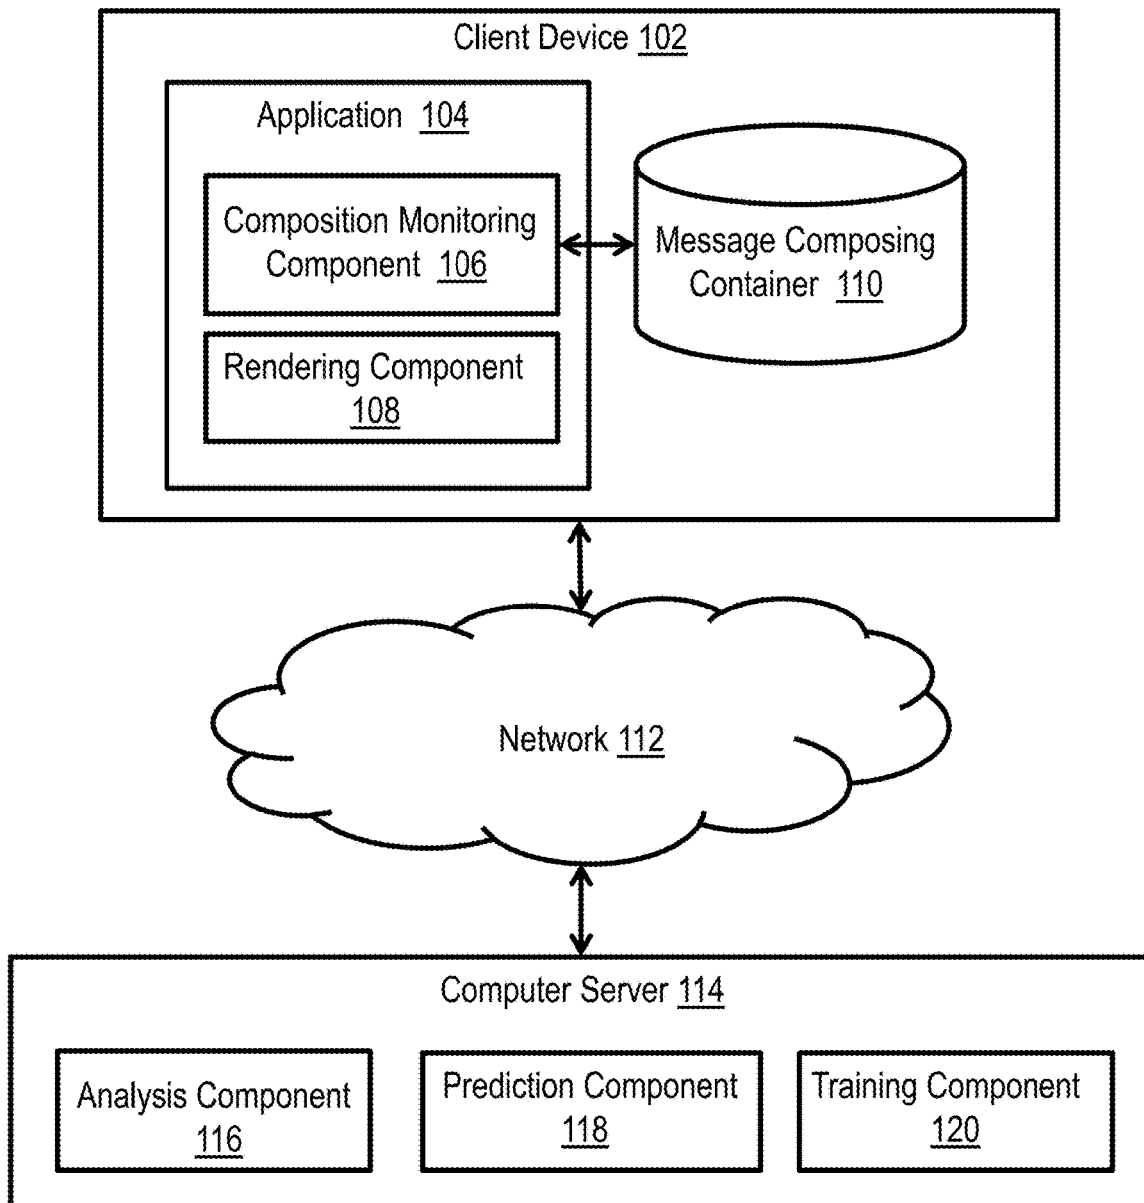 Client Device 102
Application 104
Composition Monitoring
Component 106
Rendering Component
108
Message Composing
Container 110
Network 112
Computer Server 114
Analysis Component
116
Prediction Component
118
Training Component
120